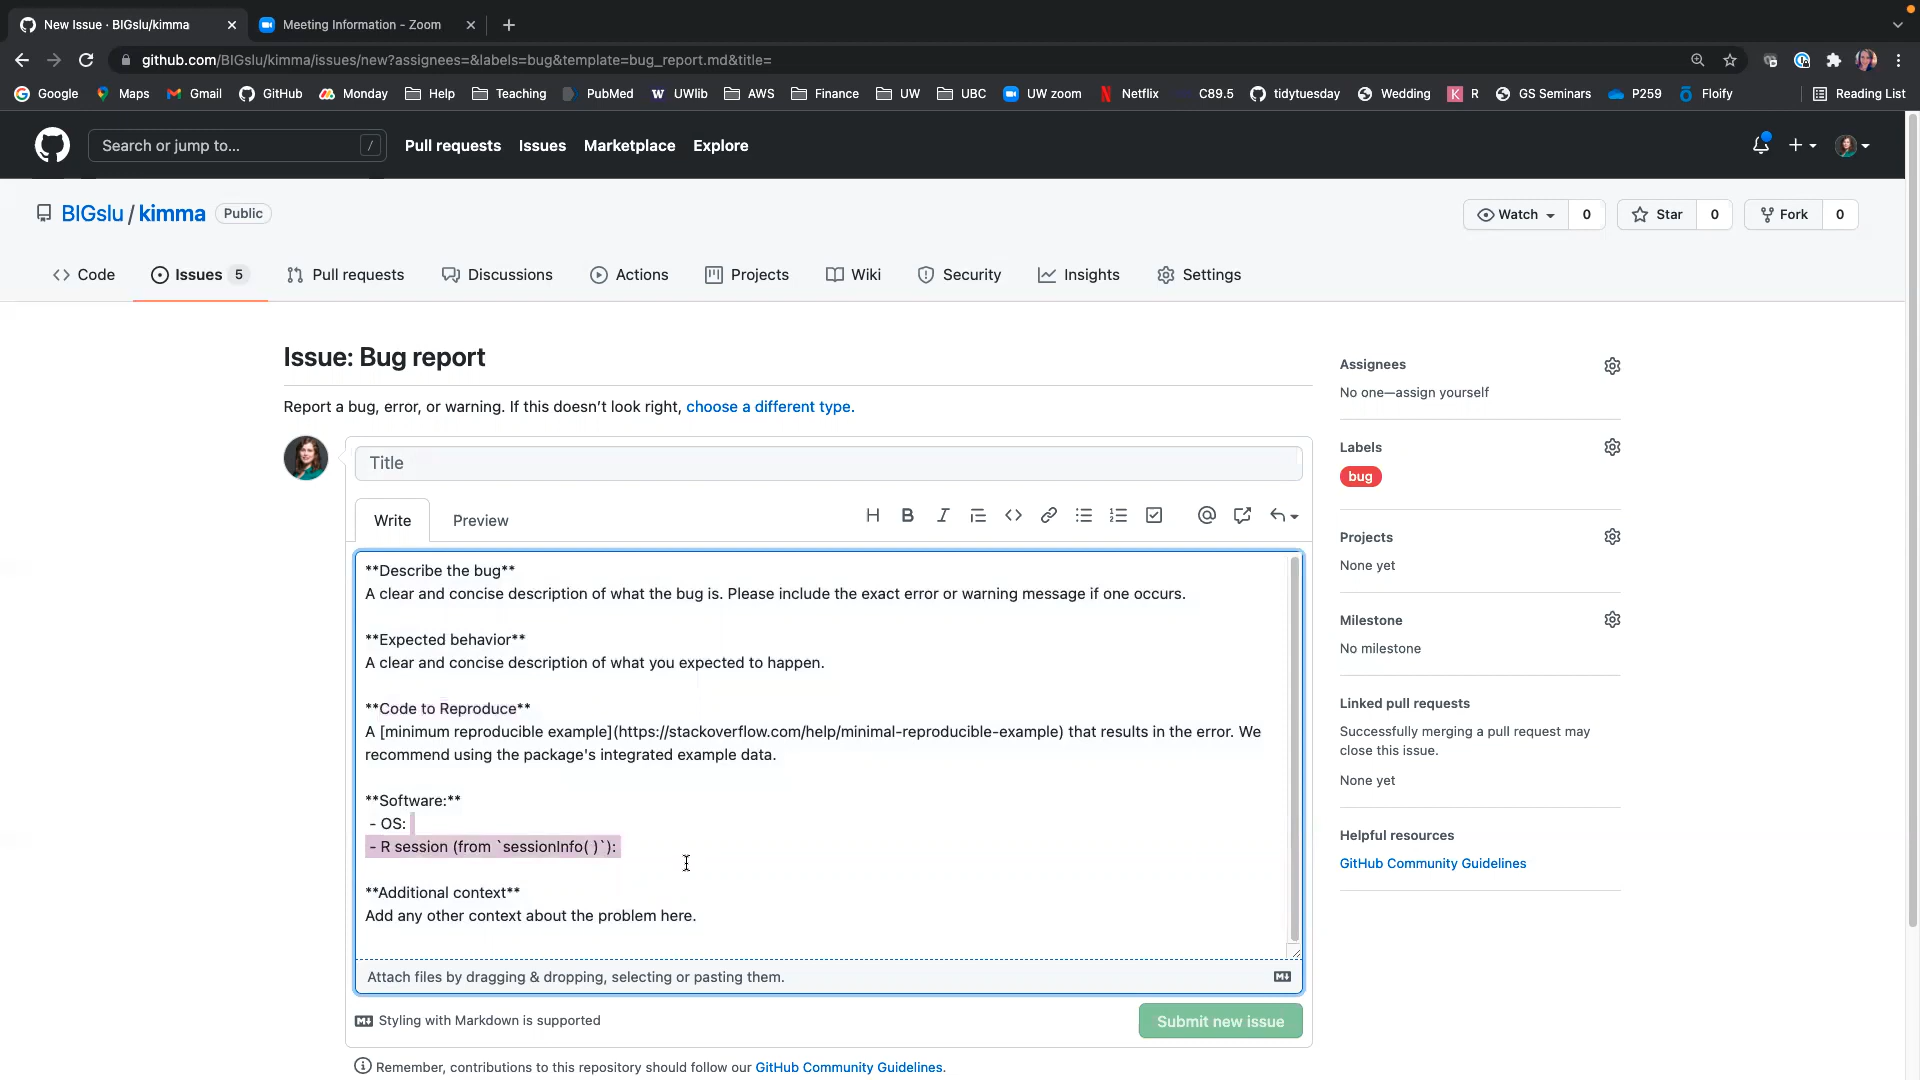 New Issue · BIGslu/kimma
Meeting Information - Zoom
github.com/BIGslu/kimma/issues/new?assignees=&labels=bug&template=bug_report.md&title=
Google Maps Gmail GitHub Monday Help Teaching PubMed UWlib AWS Finance UW UBC UW zoom Netflix C89.5 tidytuesday Wedding R GS Seminars P259 Floify Reading List
Search or jump to... / Pull requests Issues Marketplace Explore
BIGslu / kimma Public
Watch 0 Star 0 Fork 0
Code Issues 5 Pull requests Discussions Actions Projects Wiki Security Insights Settings
Issue: Bug report
Report a bug, error, or warning. If this doesn't look right, choose a different type.
Title
Write Preview
**Describe the bug**
A clear and concise description of what the bug is. Please include the exact error or warning message if one occurs.
**Expected behavior**
A clear and concise description of what you expected to happen.
**Code to Reproduce**
A [minimum reproducible example](https://stackoverflow.com/help/minimal-reproducible-example) that results in the error. We
recommend using the package's integrated example data.
**Software:**
- OS:
- R session (from `sessionInfo( )`):
**Additional context**
Add any other context about the problem here.
Attach files by dragging & dropping, selecting or pasting them.
Styling with Markdown is supported
Submit new issue
Remember, contributions to this repository should follow our GitHub Community Guidelines.
Assignees
No one—assign yourself
Labels
bug
Projects
None yet
Milestone
No milestone
Linked pull requests
Successfully merging a pull request may
close this issue.
None yet
Helpful resources
GitHub Community Guidelines